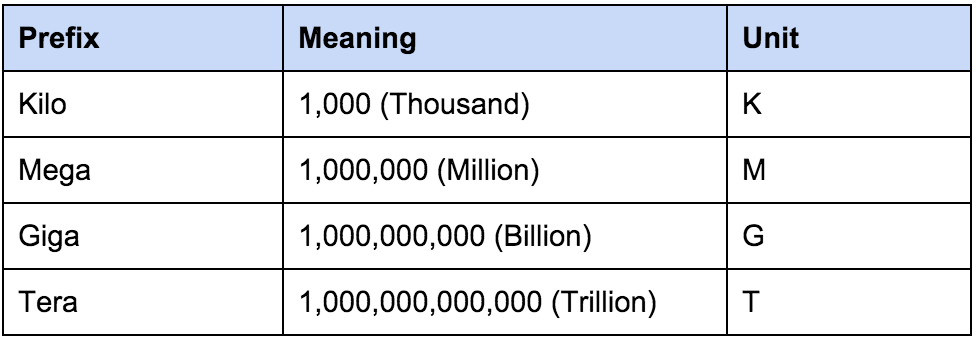 Prefix Meaning Unit
Kilo 1,000 (Thousand) K
Mega 1,000,000 (Million) M
Giga 1,000,000,000 (Billion) G
Tera 1,000,000,000,000 (Trillion) T